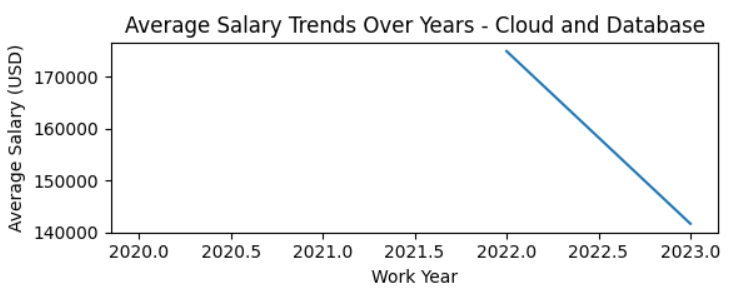 Average Salary Trends Over Years - Cloud and Database
Average Salary (USD)
170000
160000
150000
140000
2020.0 2020.5 2021.0 2021.5 2022.0 2022.5 2023.0
Work Year